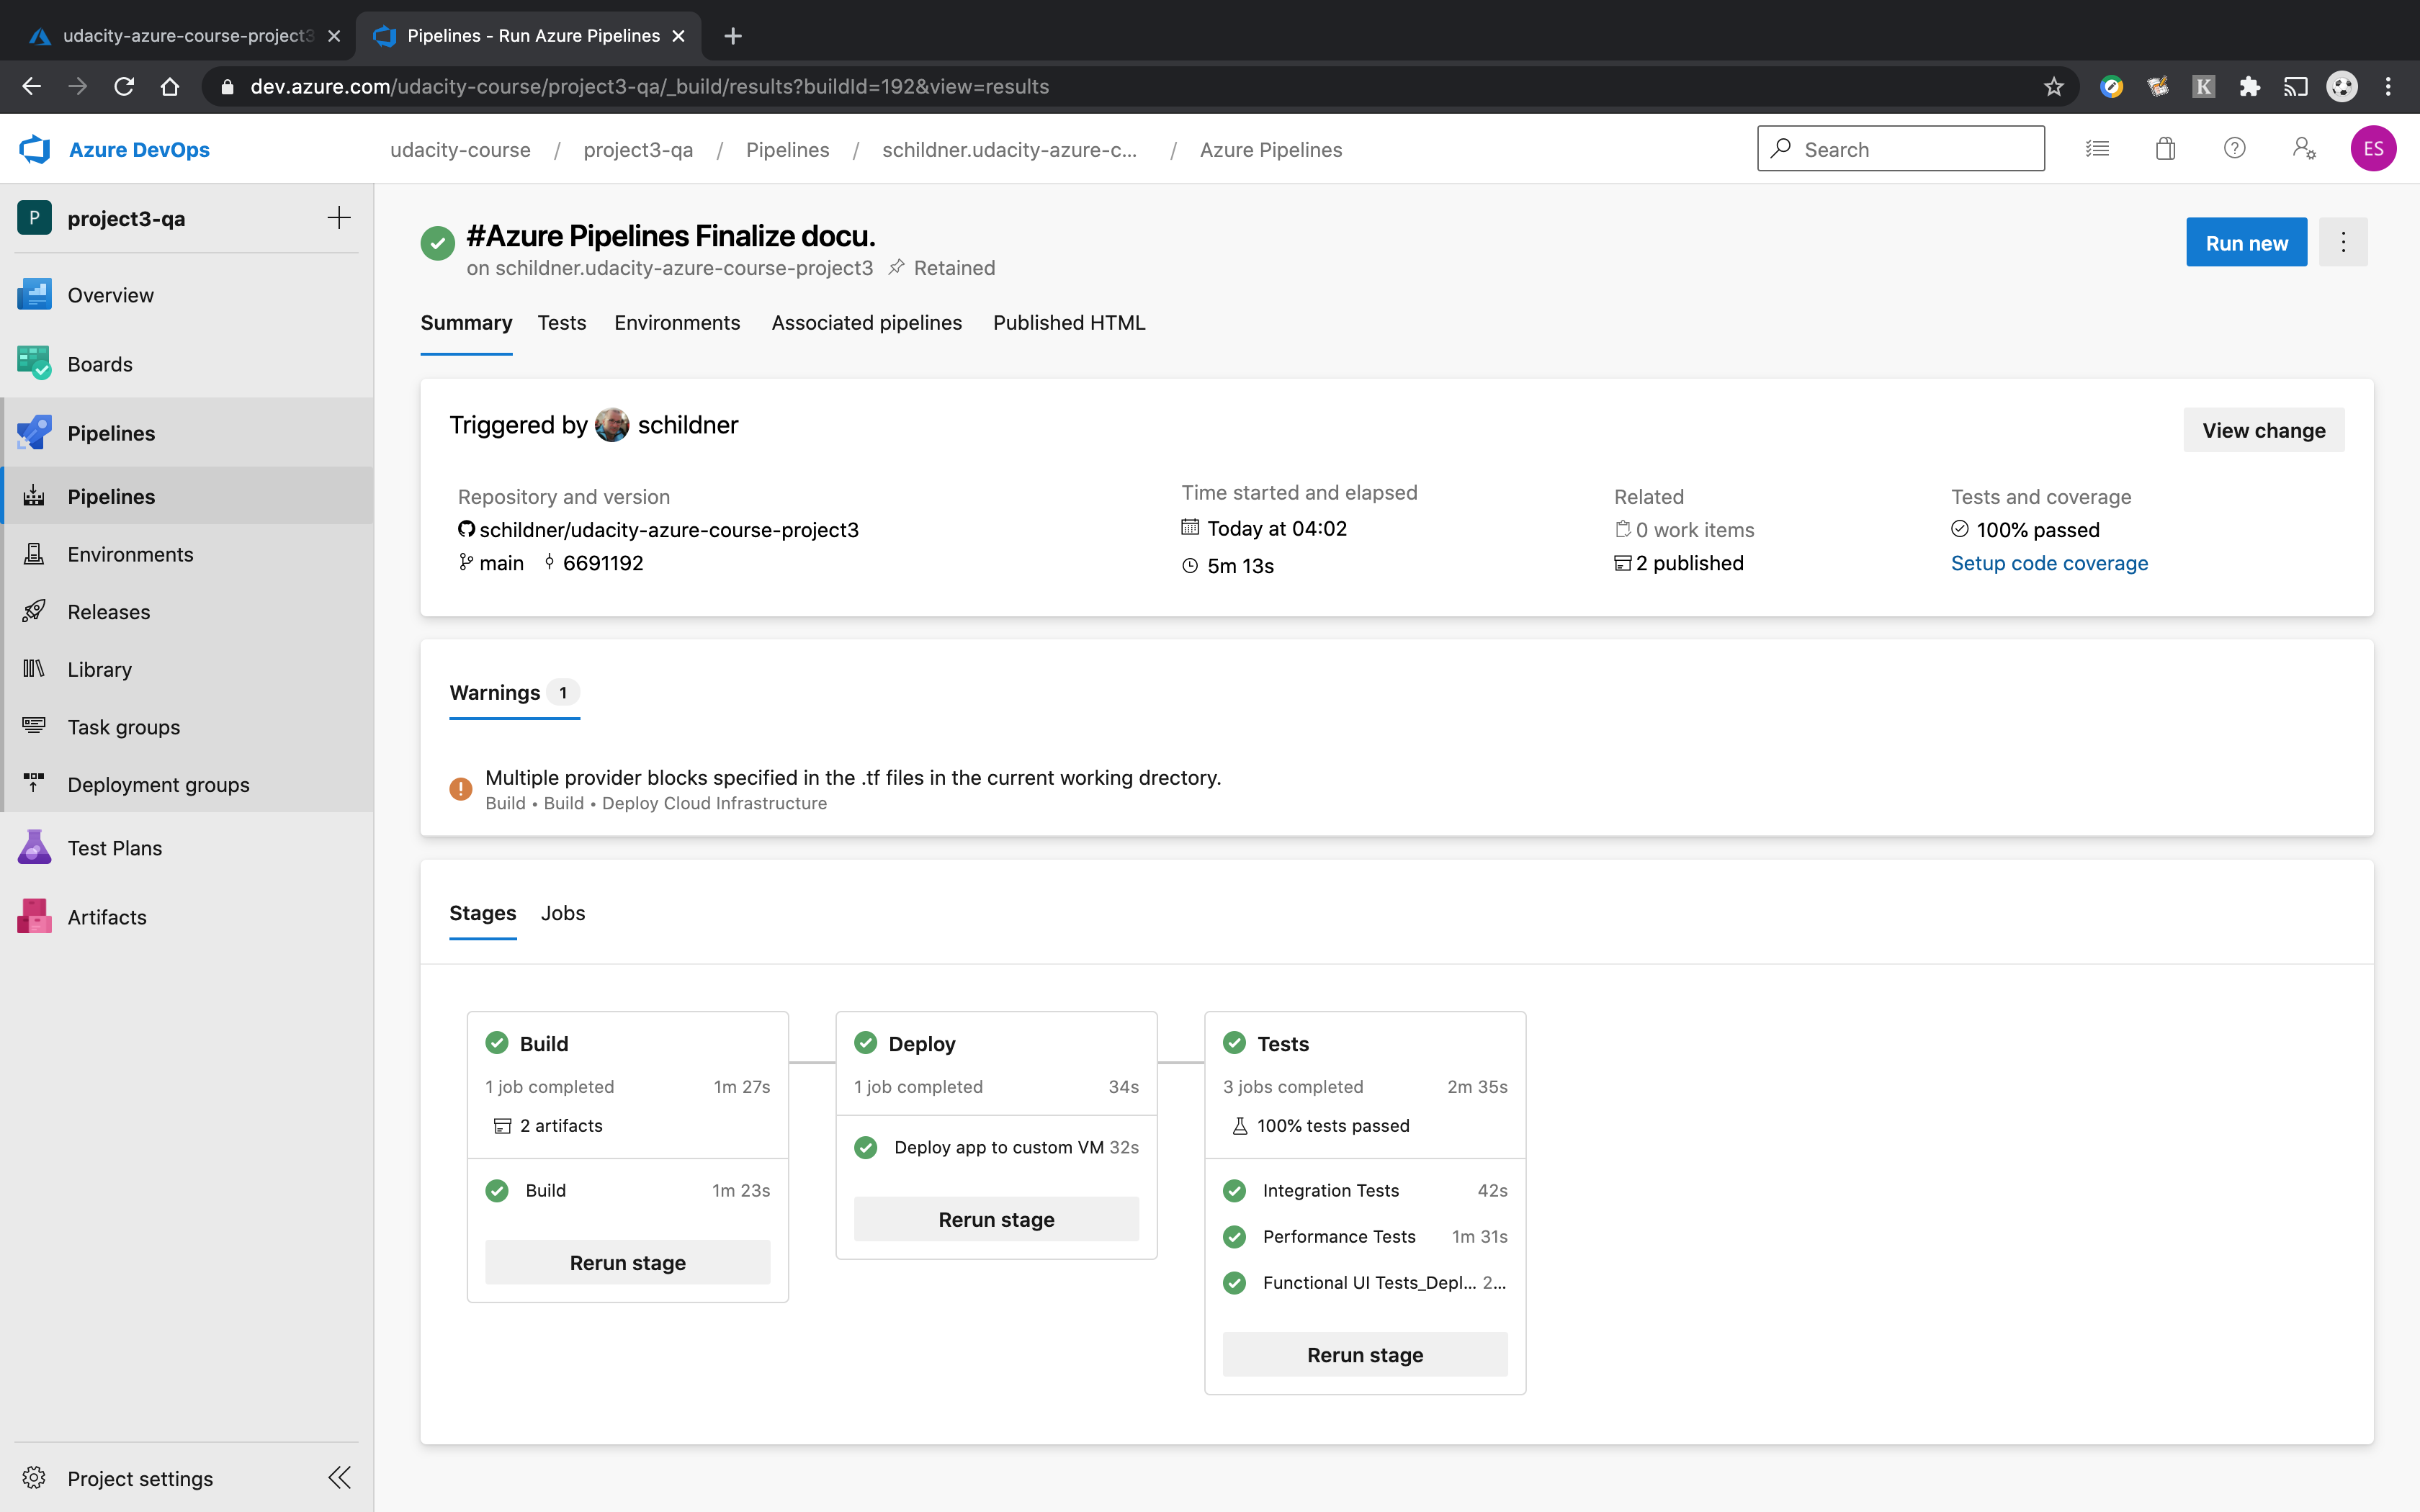 udacity-azure-course-project3
Pipelines - Run Azure Pipelines
dev.azure.com/udacity-course/project3-qa/_build/results?buildId=192&view=results
K
Azure DevOps
udacity-course / project3-qa / Pipelines / schildner.udacity-azure-c... / Azure Pipelines
Search
ES
P project3-qa
Overview
Boards
Pipelines
Pipelines
Environments
Releases
Library
Task groups
Deployment groups
Test Plans
Artifacts
Project settings
#Azure Pipelines Finalize docu.
on schildner.udacity-azure-course-project3 Retained
Run new
Summary Tests Environments Associated pipelines Published HTML
Triggered by schildner
View change
Repository and version
schildner/udacity-azure-course-project3
main 6691192
Time started and elapsed
Today at 04:02
5m 13s
Related
0 work items
2 published
Tests and coverage
100% passed
Setup code coverage
Warnings 1
Multiple provider blocks specified in the .tf files in the current working drectory.
Build • Build • Deploy Cloud Infrastructure
Stages Jobs
Build
1 job completed 1m 27s
2 artifacts
Build 1m 23s
Rerun stage
Deploy
1 job completed 34s
Deploy app to custom VM 32s
Rerun stage
Tests
3 jobs completed 2m 35s
100% tests passed
Integration Tests 42s
Performance Tests 1m 31s
Functional UI Tests_Depl... 2...
Rerun stage